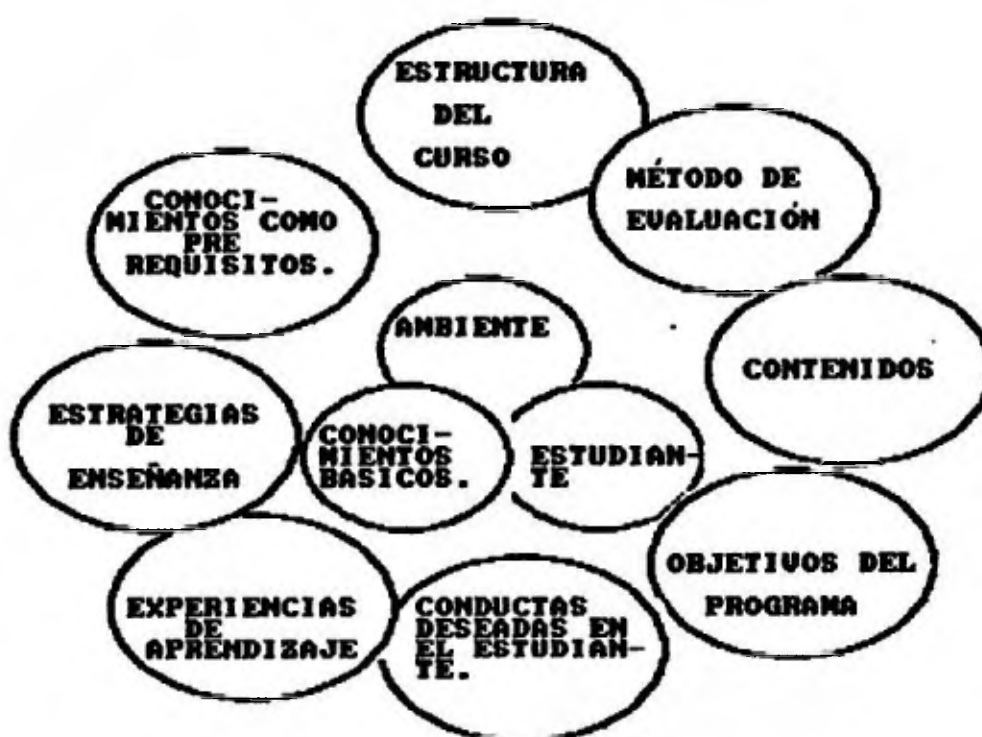 ESTRUCTURA
DEL
CURSO
MÉTODO DE
EVALUACIÓN
CONOCI-
MIENTOS COMO
PRE
REQUISITOS.
AMBIENTE
CONTENIDOS
ESTRATEGIAS
DE
ENSEÑANZA
CONOCI-
MIENTOS
BASICOS.
ESTUDIAN-
TE
OBJETIVOS DEL
PROGRAMA
EXPERIENCIAS
DE
APRENDIZAJE
CONDUCTAS
DESEADAS EN
EL ESTUDIAN-
TE.